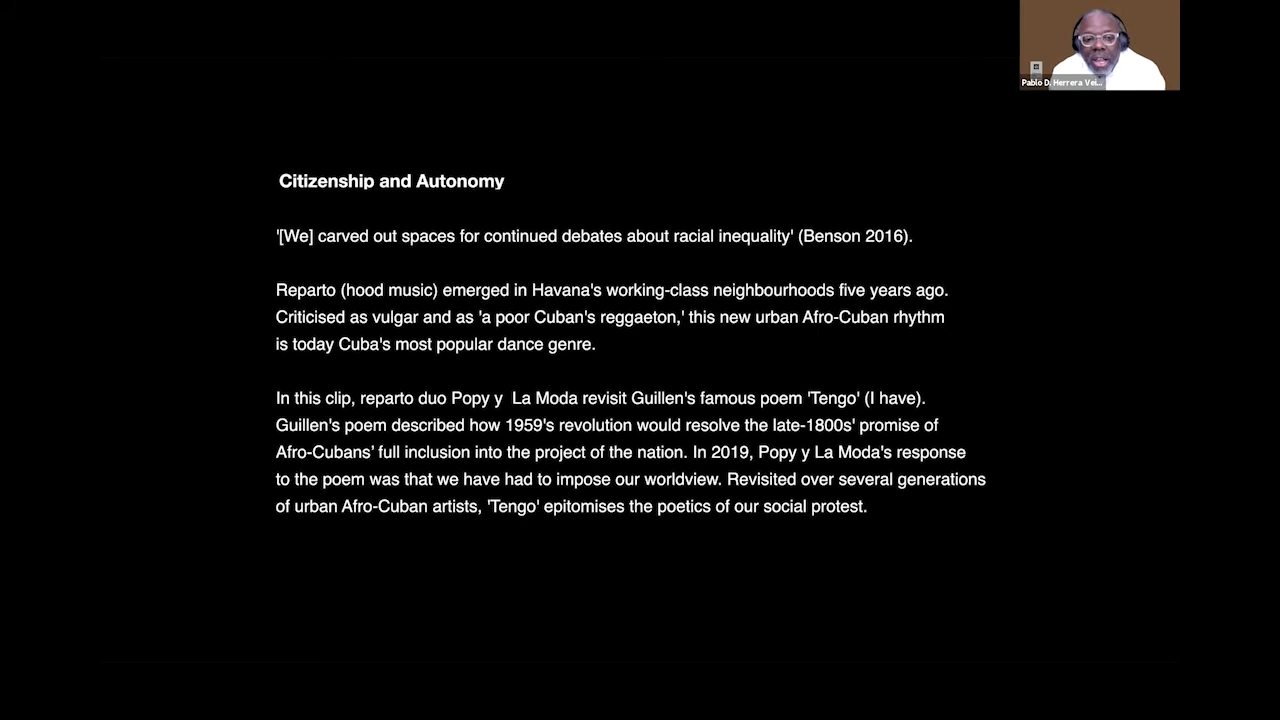 Pablo D. Herrera Vei...
Citizenship and Autonomy
'[We] carved out spaces for continued debates about racial inequality' (Benson 2016).
Reparto (hood music) emerged in Havana's working-class neighbourhoods five years ago.
Criticised as vulgar and as 'a poor Cuban's reggaeton,' this new urban Afro-Cuban rhythm
is today Cuba's most popular dance genre.
In this clip, reparto duo Popy y  La Moda revisit Guillen's famous poem 'Tengo' (I have).
Guillen's poem described how 1959's revolution would resolve the late-1800s' promise of
Afro-Cubans’ full inclusion into the project of the nation. In 2019, Popy y La Moda's response
to the poem was that we have had to impose our worldview. Revisited over several generations
of urban Afro-Cuban artists, 'Tengo' epitomises the poetics of our social protest.